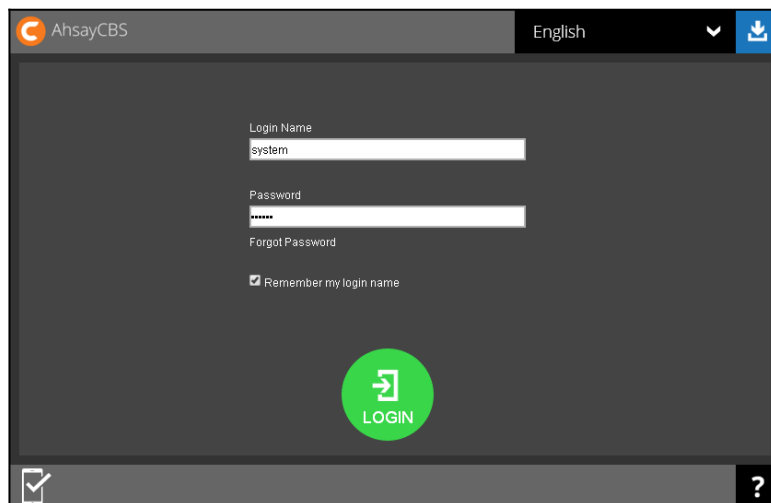 AhsayCBS
English
Login Name
system
Password
••••••
Forgot Password
Remember my login name
LOGIN
?